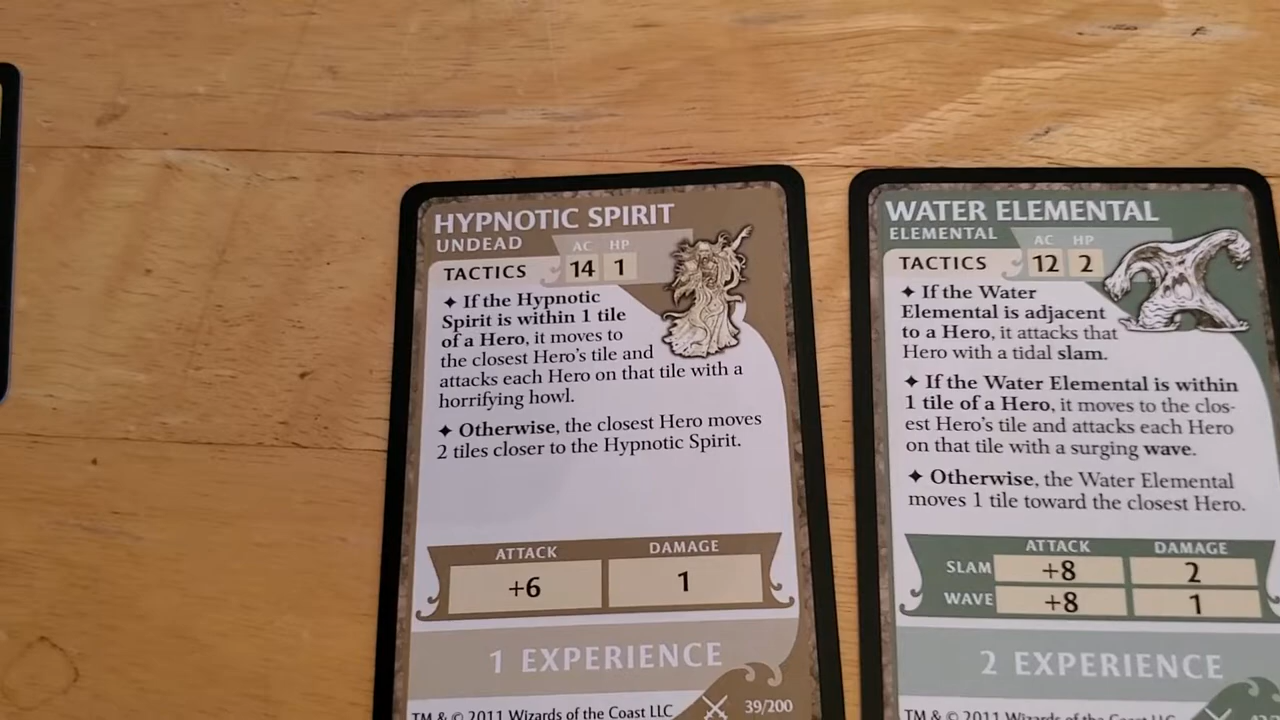 HYPNOTIC SPIRIT
UNDEAD
AC HP
TACTICS 14 1
✦ If the Hypnotic
Spirit is within 1 tile
of a Hero, it moves to
the closest Hero's tile and
attacks each Hero on that tile with a
horrifying howl.
✦ Otherwise, the closest Hero moves
2 tiles closer to the Hypnotic Spirit.
ATTACK DAMAGE
+6 1
1 EXPERIENCE
TM & © 2011 Wizards of the Coast LLC 39/200
WATER ELEMENTAL
ELEMENTAL
AC HP
TACTICS 12 2
✦ If the Water
Elemental is adjacent
to a Hero, it attacks that
Hero with a tidal slam.
✦ If the Water Elemental is within
1 tile of a Hero, it moves to the clos-
est Hero's tile and attacks each Hero
on that tile with a surging wave.
✦ Otherwise, the Water Elemental
moves 1 tile toward the closest Hero.
ATTACK DAMAGE
SLAM +8 2
WAVE +8 1
2 EXPERIENCE
TM & © 2011 Wizards of the Coast LLC